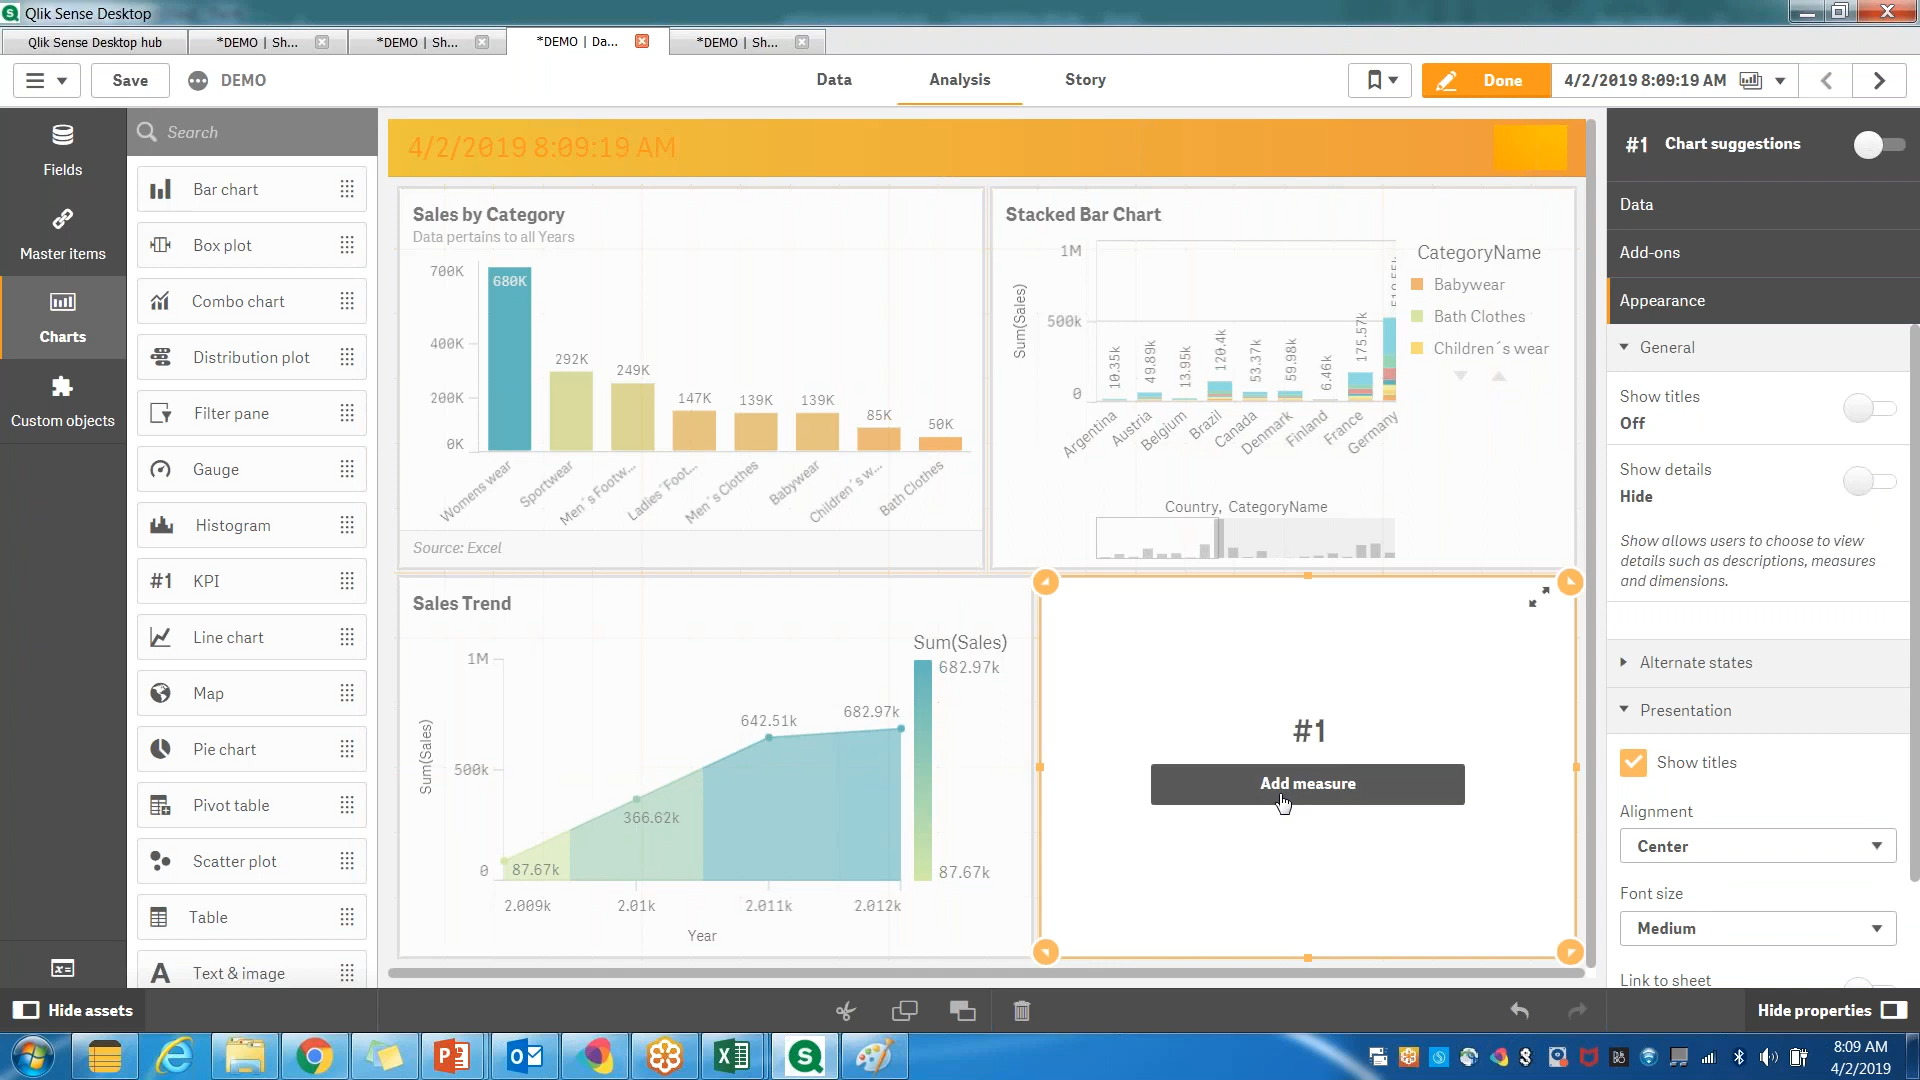 Qlik Sense Desktop
Qlik Sense Desktop hub
*DEMO | Sh...
*DEMO | Sh...
*DEMO | Da...
*DEMO | Sh...
Save
DEMO
Data
Analysis
Story
Done
4/2/2019 8:09:19 AM
Fields
Master items
Charts
Custom objects
Search
Bar chart
Box plot
Combo chart
Distribution plot
Filter pane
Gauge
Histogram
#1 KPI
Line chart
Map
Pie chart
Pivot table
Scatter plot
Table
A Text & image
4/2/2019 8:09:19 AM
Sales by Category
Data pertains to all Years
700K
400K
200K
0K
680K
292K
249K
147K
139K
139K
85K
50K
Womens wear
Sportwear
Men´s Footw...
Ladies´Foot...
Men´s Clothes
Babywear
Children´s w...
Bath Clothes
Source: Excel
Stacked Bar Chart
Sum(Sales)
1M
500k
0
10.35k
49.89k
13.95k
120.4k
53.37k
59.98k
6.46k
175.57k
Argentina
Austria
Belgium
Brazil
Canada
Denmark
Finland
France
Germany
Country, CategoryName
CategoryName
Babywear
Bath Clothes
Children´s wear
Sales Trend
Sum(Sales)
1M
500k
0
87.67k
366.62k
642.51k
682.97k
2.009k
2.01k
2.011k
2.012k
Year
Sum(Sales)
682.97k
87.67k
#1
Add measure
#1 Chart suggestions
Data
Add-ons
Appearance
General
Show titles
Off
Show details
Hide
Show allows users to choose to view
details such as descriptions, measures
and dimensions.
Alternate states
Presentation
Show titles
Alignment
Center
Font size
Medium
Link to sheet
Hide assets
Hide properties
8:09 AM
4/2/2019